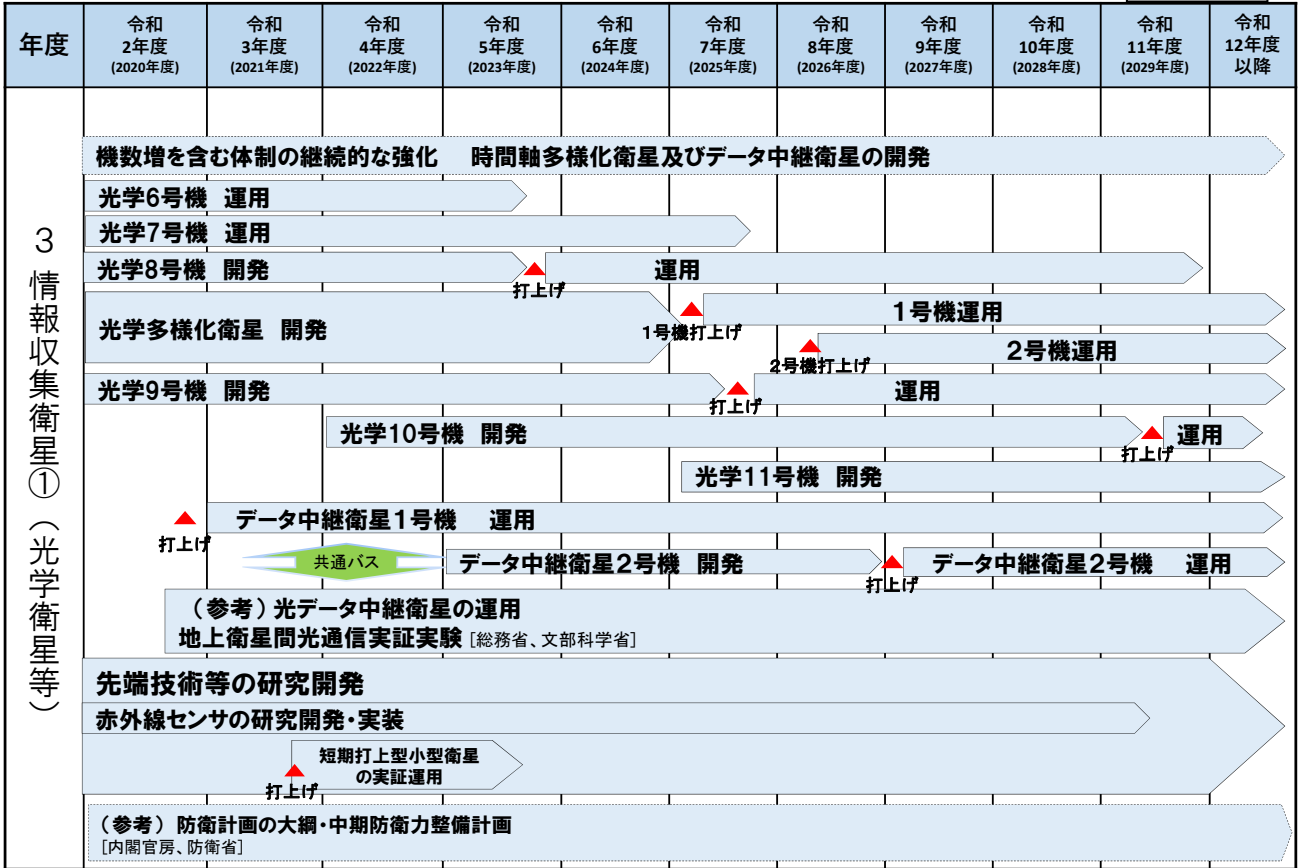 年度
令和
2年度
(2020年度)
令和
3年度
(2021年度)
令和
4年度
(2022年度)
令和
5年度
(2023年度)
令和
6年度
(2024年度)
令和
7年度
(2025年度)
令和
8年度
(2026年度)
令和
9年度
(2027年度)
令和
10年度
(2028年度)
令和
11年度
(2029年度)
令和
12年度
以降
3 情報収集衛星①(光学衛星等)
機数増を含む体制の継続的な強化 時間軸多様化衛星及びデータ中継衛星の開発
光学6号機 運用
光学7号機 運用
光学8号機 開発
打上げ
運用
光学多様化衛星 開発
1号機打上げ
1号機運用
2号機打上げ
2号機運用
光学9号機 開発
打上げ
運用
光学10号機 開発
打上げ
運用
光学11号機 開発
打上げ
データ中継衛星1号機 運用
共通バス
データ中継衛星2号機 開発
打上げ
データ中継衛星2号機 運用
(参考)光データ中継衛星の運用
地上衛星間光通信実証実験 [総務省、文部科学省]
先端技術等の研究開発
赤外線センサの研究開発・実装
打上げ
短期打上型小型衛星
の実証運用
(参考) 防衛計画の大綱・中期防衛力整備計画
[内閣官房、防衛省]